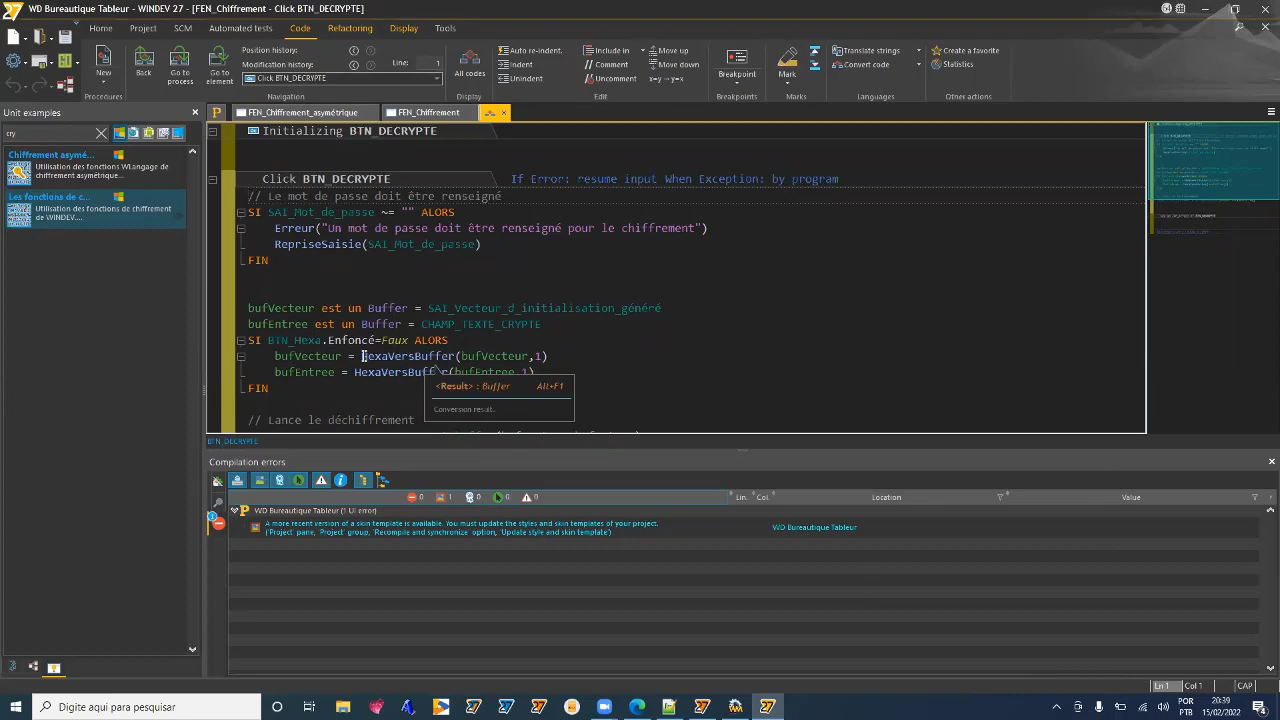 WD Bureautique Tableur - WINDEV 27 - [FEN_Chiffrement - Click BTN_DECRYPTE]
Home
Project
SCM
Automated tests
Code
Refactoring
Display
Tools
New
Procedures
Back
Go to process
Go to element
Position history:
Modification history:
Click BTN_DECRYPTE
Line:
1
Navigation
All codes
Display
Auto re-indent.
Indent
Unindent
Include in
Comment
Uncomment
Move up
Move down
x=y→y=x
Edit
Breakpoint
Breakpoints
Mark
Marks
Translate strings
Convert code
Languages
Create a favorite
Statistics
Other actions
Unit examples
cry
Chiffrement asymé...
Utilisation des fonctions WLangage de chiffrement asymétrique...
Les fonctions de c...
Utilisation des fonctions de chiffrement de WINDEV....
FEN_Chiffrement_asymétrique
FEN_Chiffrement
Initializing BTN_DECRYPTE
Click BTN_DECRYPTE
If Error: resume input When Exception: by program
// Le mot de passe doit être renseigné
SI SAI_Mot_de_passe ~= "" ALORS
Erreur("Un mot de passe doit être renseigné pour le chiffrement")
RepriseSaisie(SAI_Mot_de_passe)
FIN
bufVecteur est un Buffer = SAI_Vecteur_d_initialisation_généré
bufEntree est un Buffer = CHAMP_TEXTE_CRYPTE
SI BTN_Hexa.Enfoncé=Faux ALORS
bufVecteur = HexaVersBuffer(bufVecteur,1)
bufEntree = HexaVersBuffer(bufEntree,1)
FIN
<Result> : Buffer
Alt+F1
Conversion result.
// Lance le déchiffrement
BTN_DECRYPTE
Compilation errors
0
1
0
0
0
Lin.
Col.
Location
Value
WD Bureautique Tableur (1 UI error)
A more recent version of a skin template is available. You must update the styles and skin templates of your project.
('Project' pane, 'Project' group, 'Recompile and synchronize' option, 'Update style and skin template')
WD Bureautique Tableur
Ln 1
Col 1
CAP
Digite aqui para pesquisar
POR
PTB
20:39
15/02/2022